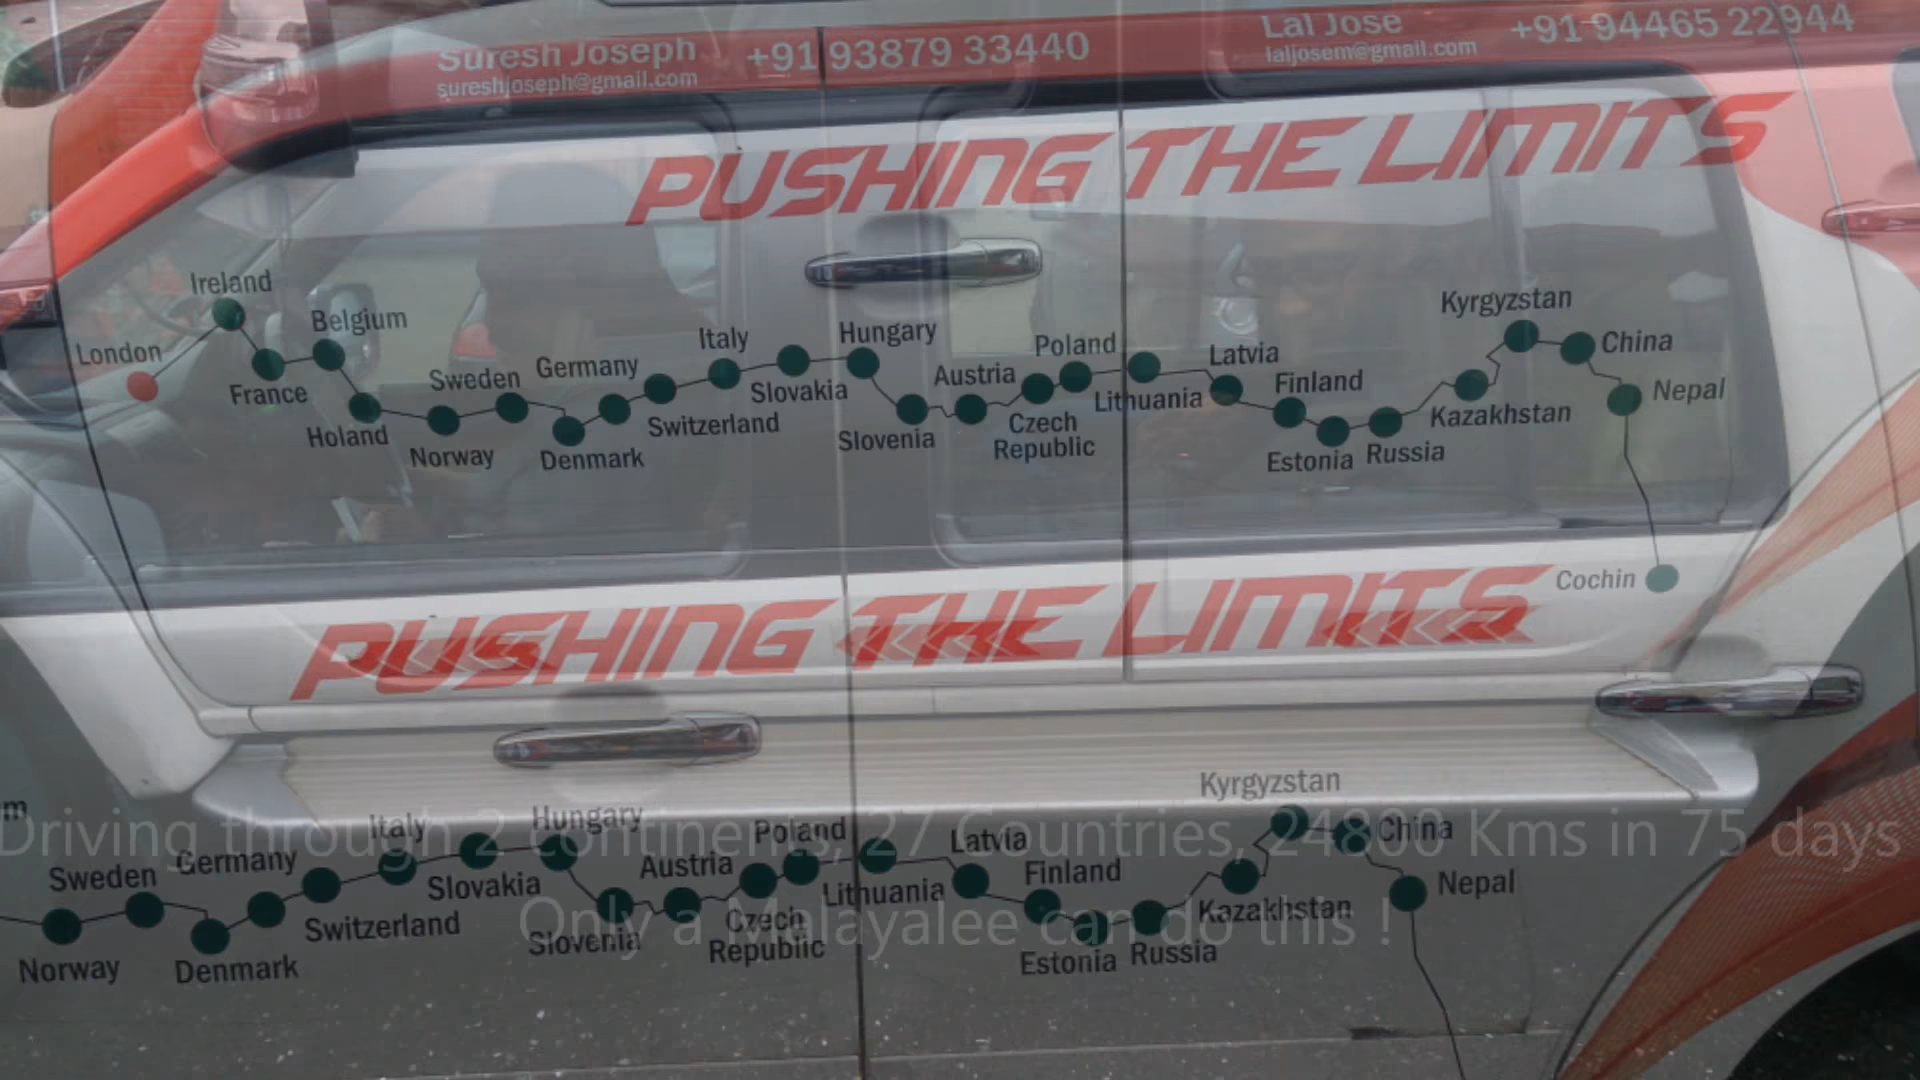 Suresh Joseph +91 93879 33440
sureshjoseph@gmail.com
Lal Jose +91 94465 22944
laljosem@gmail.com
PUSHING THE LIMITS
Ireland
Belgium
London
France
Holand
Norway
Sweden
Germany
Denmark
Switzerland
Italy
Slovakia
Hungary
Slovenia
Austria
Czech
Republic
Poland
Lithuania
Latvia
Finland
Estonia
Russia
Kazakhstan
Kyrgyzstan
China
Nepal
Cochin
PUSHING THE LIMITS
Driving through 2 Continents, 27 Countries, 24800 Kms in 75 days
Only a Malayalee can do this !
m
Norway
Sweden
Germany
Denmark
Switzerland
Italy
Slovakia
Hungary
Slovenia
Austria
Czech
Republic
Poland
Lithuania
Latvia
Finland
Estonia
Russia
Kazakhstan
Kyrgyzstan
China
Nepal